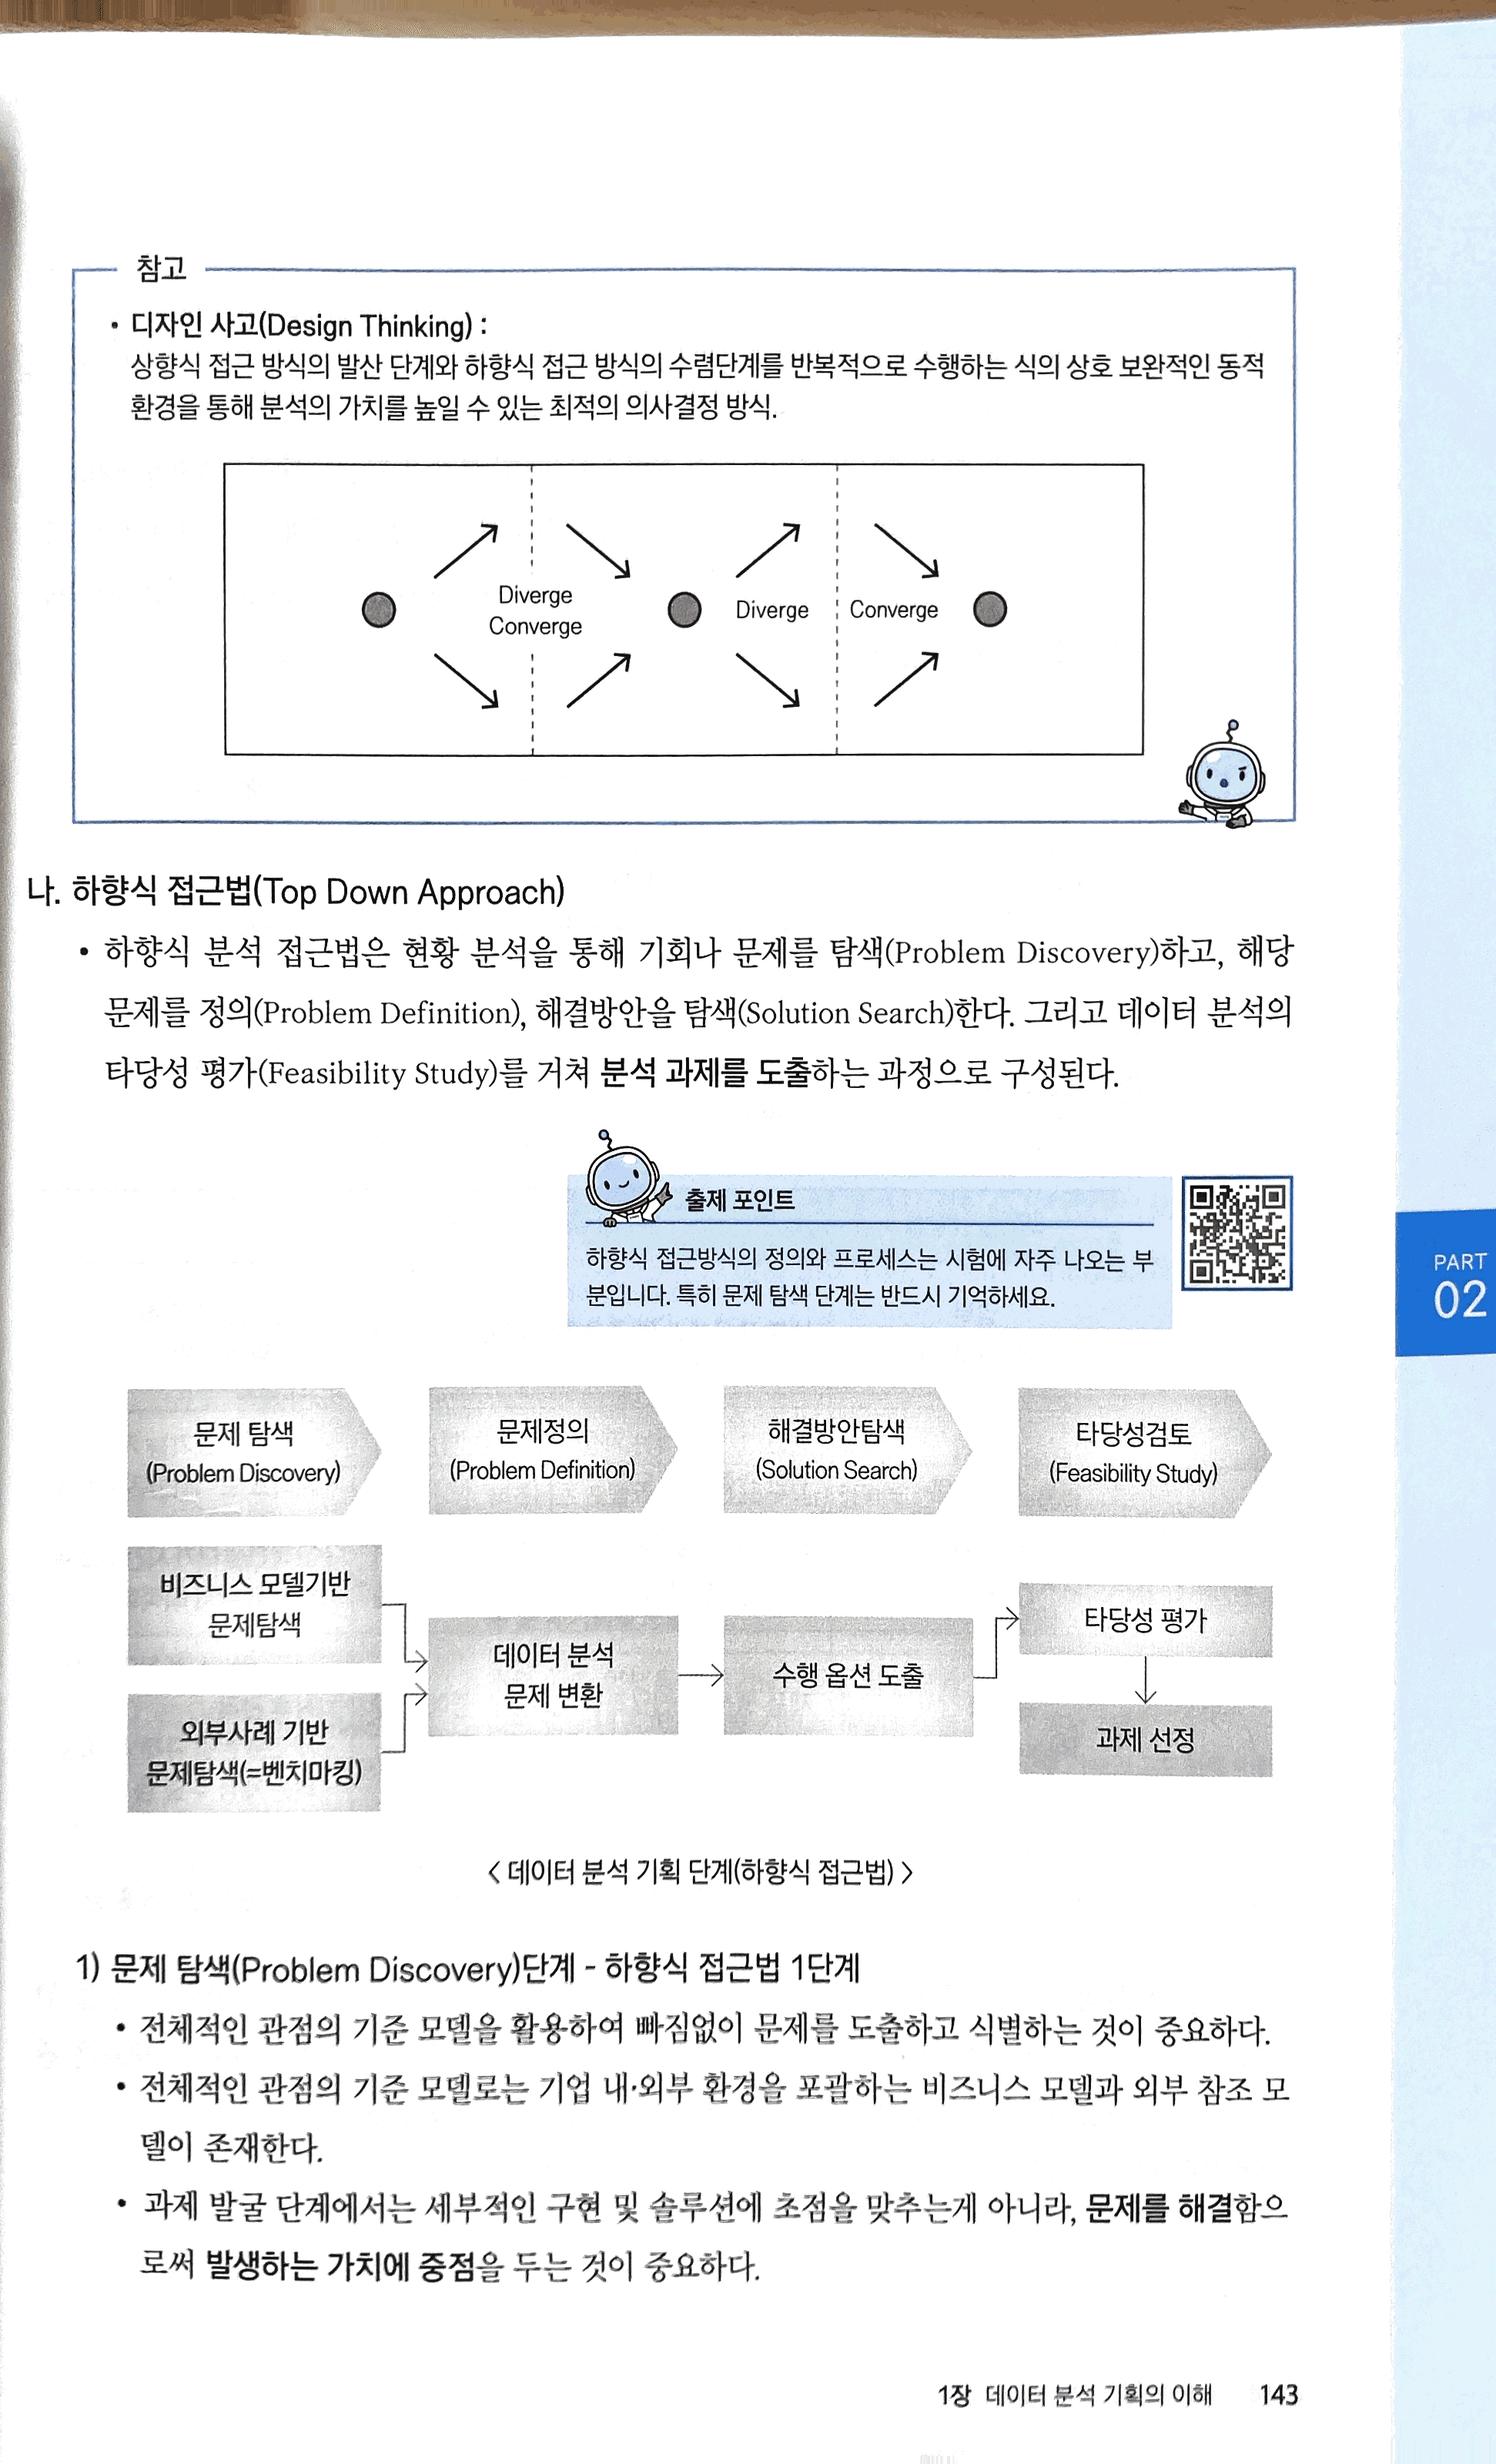 참고
• 디자인 사고(Design Thinking) :
상향식 접근 방식의 발산 단계와 하향식 접근 방식의 수렴단계를 반복적으로 수행하는 식의 상호 보완적인 동적
환경을 통해 분석의 가치를 높일 수 있는 최적의 의사결정 방식.
Diverge
Converge
Diverge
Converge
나. 하향식 접근법(Top Down Approach)
• 하향식 분석 접근법은 현황 분석을 통해 기회나 문제를 탐색(Problem Discovery)하고, 해당
문제를 정의(Problem Definition), 해결방안을 탐색(Solution Search)한다. 그리고 데이터 분석의
타당성 평가(Feasibility Study)를 거쳐 분석 과제를 도출하는 과정으로 구성된다.
출제 포인트
하향식 접근방식의 정의와 프로세스는 시험에 자주 나오는 부
분입니다. 특히 문제 탐색 단계는 반드시 기억하세요.
PART
02
문제 탐색
(Problem Discovery)
문제정의
(Problem Definition)
해결방안탐색
(Solution Search)
타당성검토
(Feasibility Study)
비즈니스 모델기반
문제탐색
외부사례 기반
문제탐색(=벤치마킹)
데이터 분석
문제 변환
수행 옵션 도출
타당성 평가
과제 선정
< 데이터 분석 기획 단계(하향식 접근법) >
1) 문제 탐색(Problem Discovery)단계 - 하향식 접근법 1단계
• 전체적인 관점의 기준 모델을 활용하여 빠짐없이 문제를 도출하고 식별하는 것이 중요하다.
• 전체적인 관점의 기준 모델로는 기업 내·외부 환경을 포괄하는 비즈니스 모델과 외부 참조 모
델이 존재한다.
• 과제 발굴 단계에서는 세부적인 구현 및 솔루션에 초점을 맞추는게 아니라, 문제를 해결함으
로써 발생하는 가치에 중점을 두는 것이 중요하다.
1장 데이터 분석 기획의 이해 143